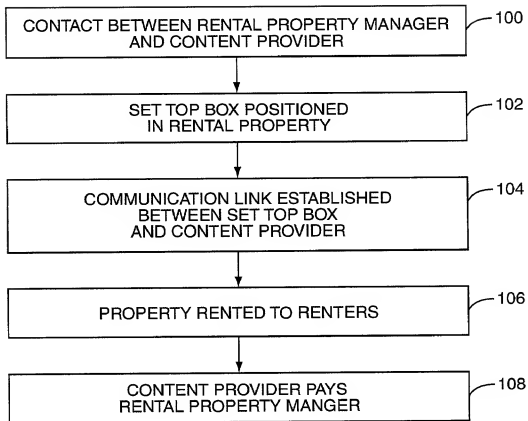 CONTACT BETWEEN RENTAL PROPERTY MANAGER
AND CONTENT PROVIDER
100
SET TOP BOX POSITIONED
IN RENTAL PROPERTY
102
COMMUNICATION LINK ESTABLISHED
BETWEEN SET TOP BOX
AND CONTENT PROVIDER
104
PROPERTY RENTED TO RENTERS
106
CONTENT PROVIDER PAYS
RENTAL PROPERTY MANGER
108